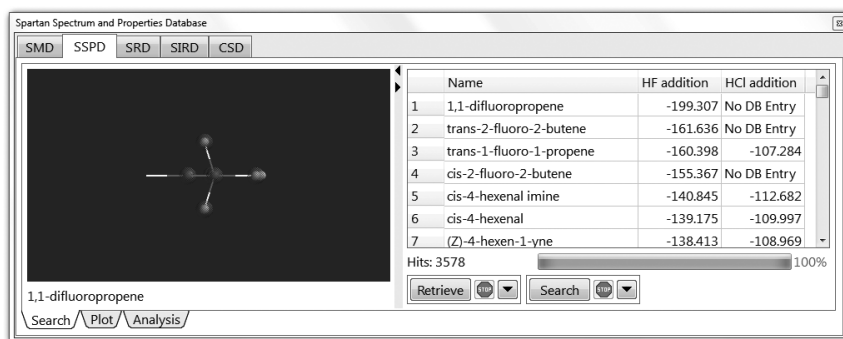 Spartan Spectrum and Properties Database
SMD SSPD SRD SIRD CSD
Name HF addition HCl addition
1 1,1-difluoropropene -199.307 No DB Entry
2 trans-2-fluoro-2-butene -161.636 No DB Entry
3 trans-1-fluoro-1-propene -160.398 -107.284
4 cis-2-fluoro-2-butene -155.367 No DB Entry
5 cis-4-hexenal imine -140.845 -112.682
6 cis-4-hexenal -139.175 -109.997
7 (Z)-4-hexen-1-yne -138.413 -108.969
Hits: 3578 100%
Retrieve STOP Search STOP
1,1-difluoropropene
Search Plot Analysis